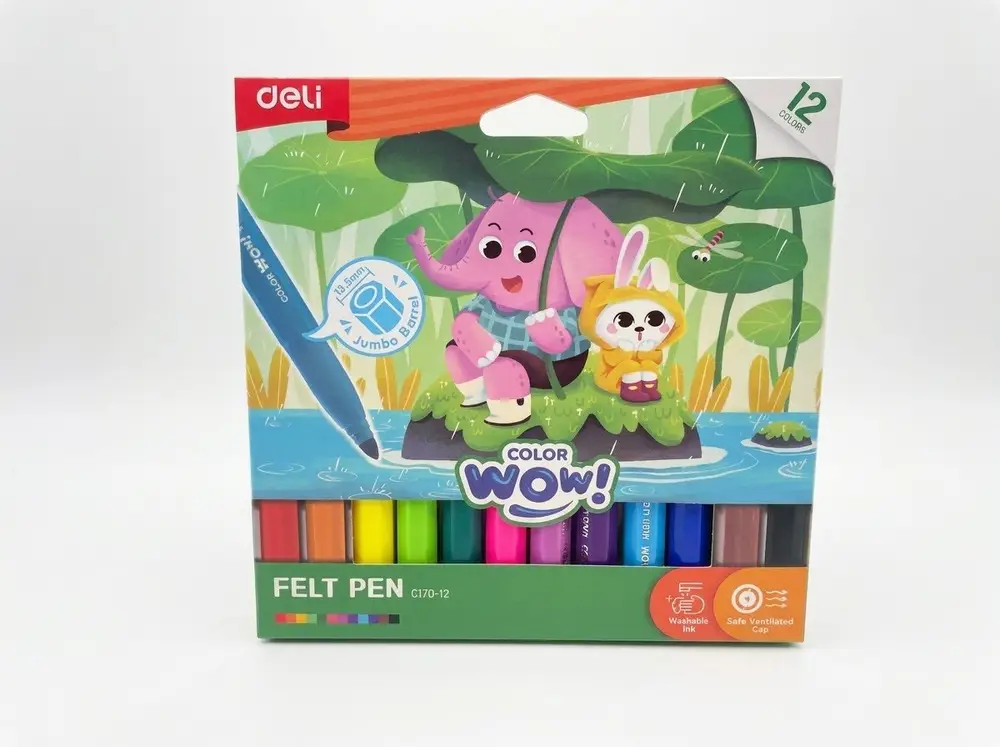 deli
12
COLORS
COLOR WOW!
13.5mm
Jumbo Barrel
COLOR
WOW!
FELT PEN C170-12
Washable
Ink
Safe Ventilated
Cap